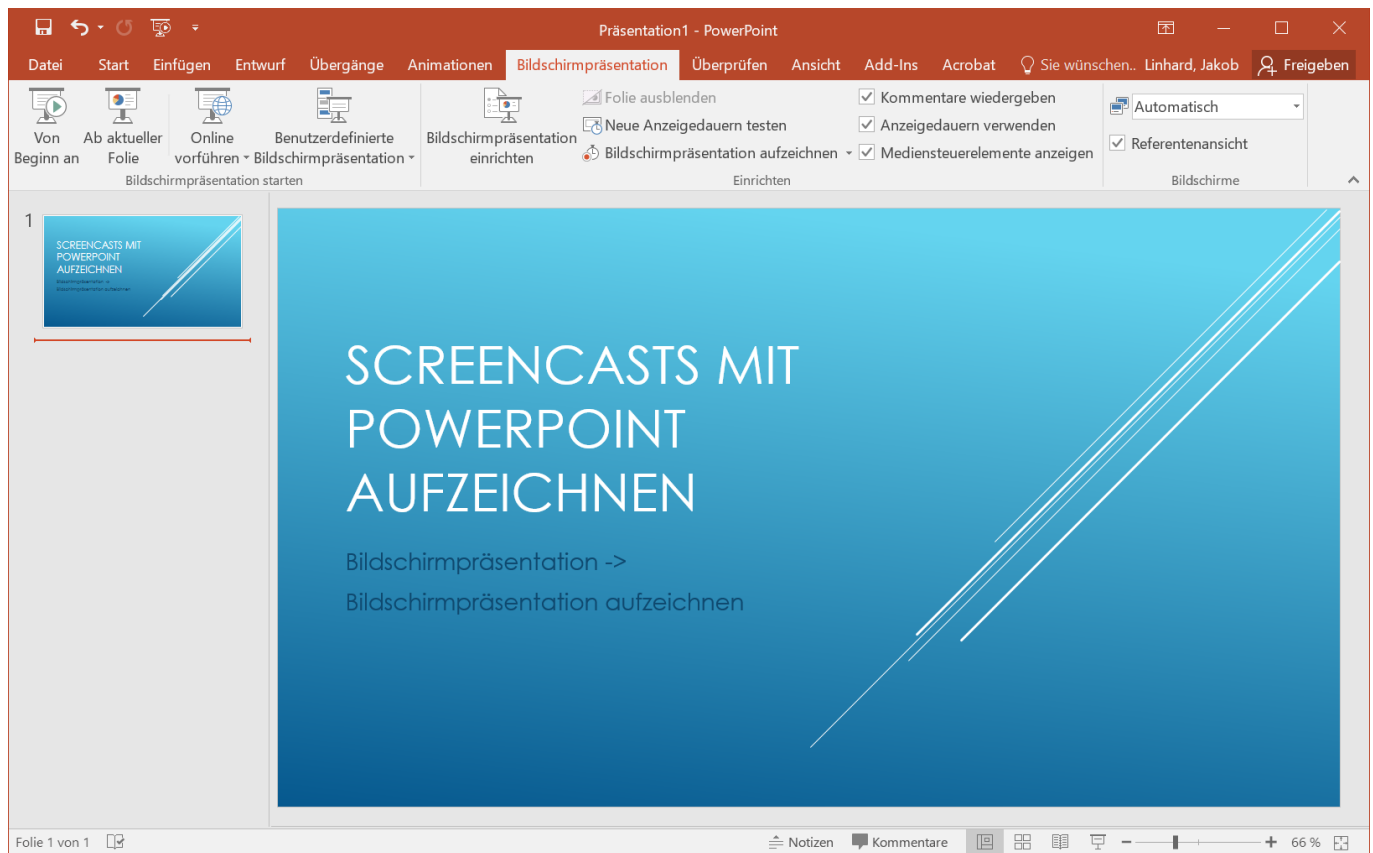 Präsentation1 - PowerPoint
Datei Start Einfügen Entwurf Übergänge Animationen Bildschirmpräsentation Überprüfen Ansicht Add-Ins Acrobat Sie wünschen.. Linhard, Jakob Freigeben
Von Beginn an
Ab aktueller Folie
Online vorführen
Benutzerdefinierte Bildschirmpräsentation
Bildschirmpräsentation starten
Bildschirmpräsentation einrichten
Folie ausblenden
Neue Anzeigedauern testen
Bildschirmpräsentation aufzeichnen
Kommentare wiedergeben
Anzeigedauern verwenden
Mediensteuerelemente anzeigen
Einrichten
Automatisch
Referentenansicht
Bildschirme
1
SCREENCASTS MIT
POWERPOINT
AUFZEICHNEN
Bildschirmpräsentation ->
Bildschirmpräsentation aufzeichnen
SCREENCASTS MIT
POWERPOINT
AUFZEICHNEN
Bildschirmpräsentation ->
Bildschirmpräsentation aufzeichnen
Folie 1 von 1 Notizen Kommentare 66 %